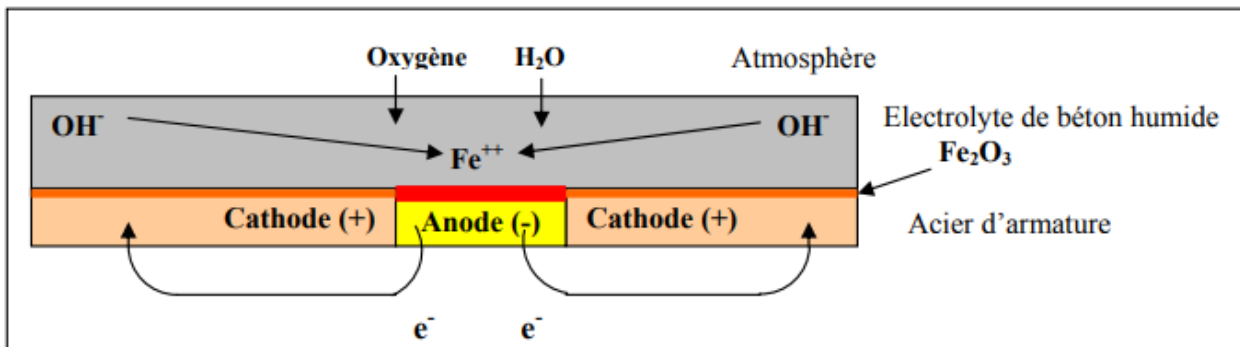 Oxygène H₂O Atmosphère
OH⁻ OH⁻ Electrolyte de béton humide
Fe⁺⁺ Fe₂O₃
Cathode (+) Anode (-) Cathode (+) Acier d'armature
e⁻ e⁻